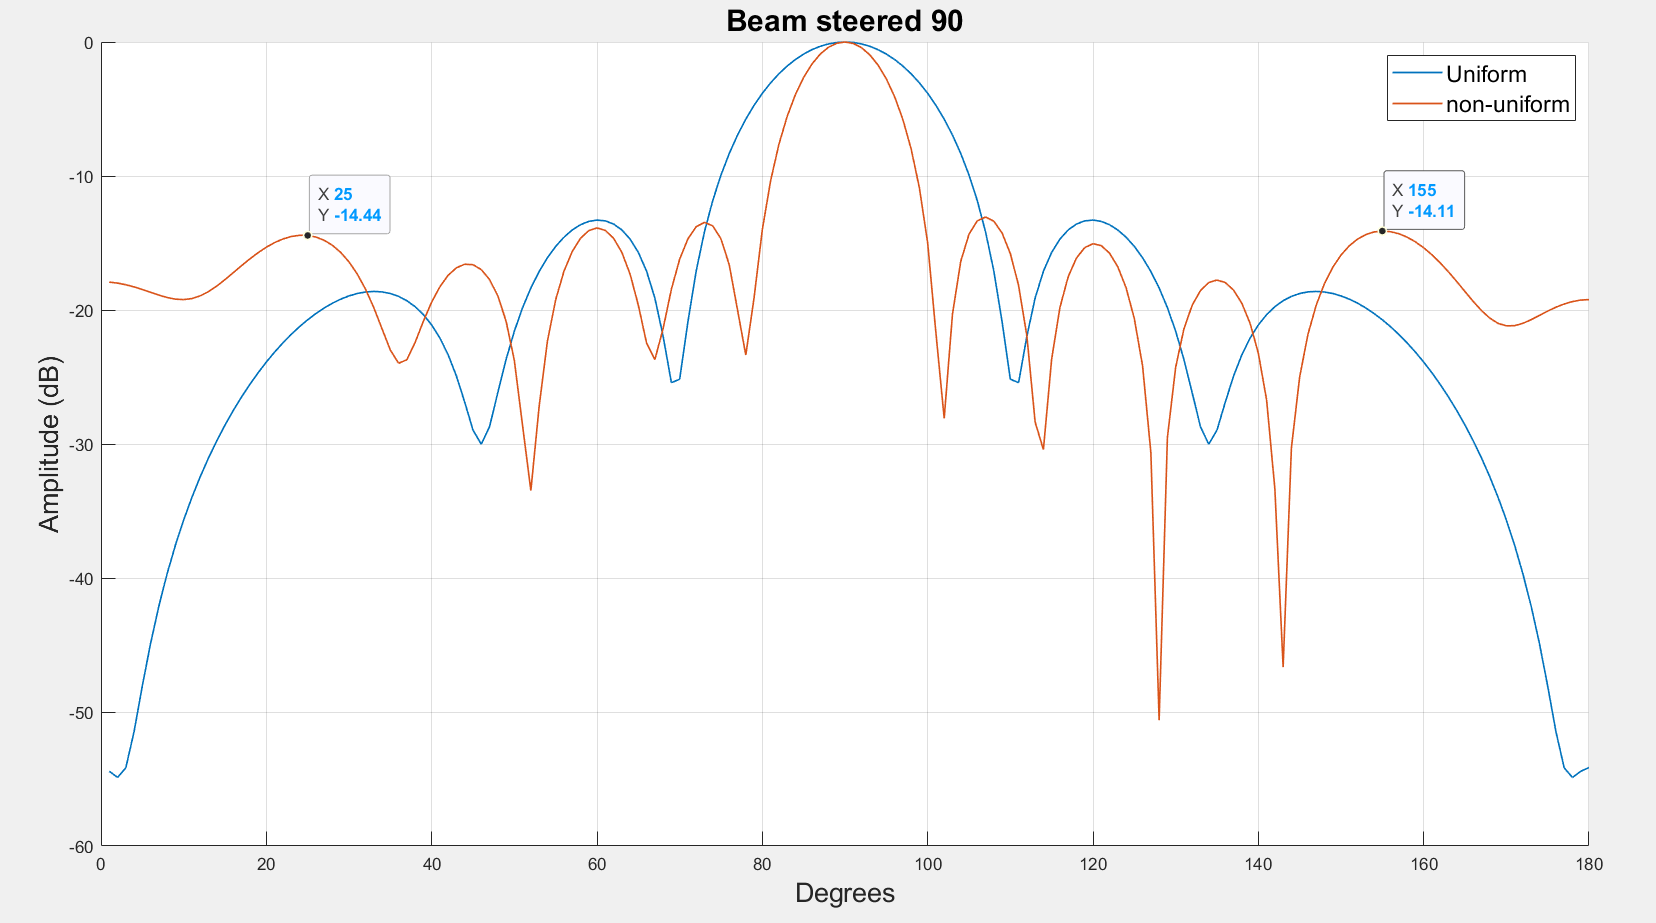 Beam steered 90
Uniform
non-uniform
X 25
Y -14.44
X 155
Y -14.11
Amplitude (dB)
0
-10
-20
-30
-40
-50
-60
0 20 40 60 80 100 120 140 160 180
Degrees